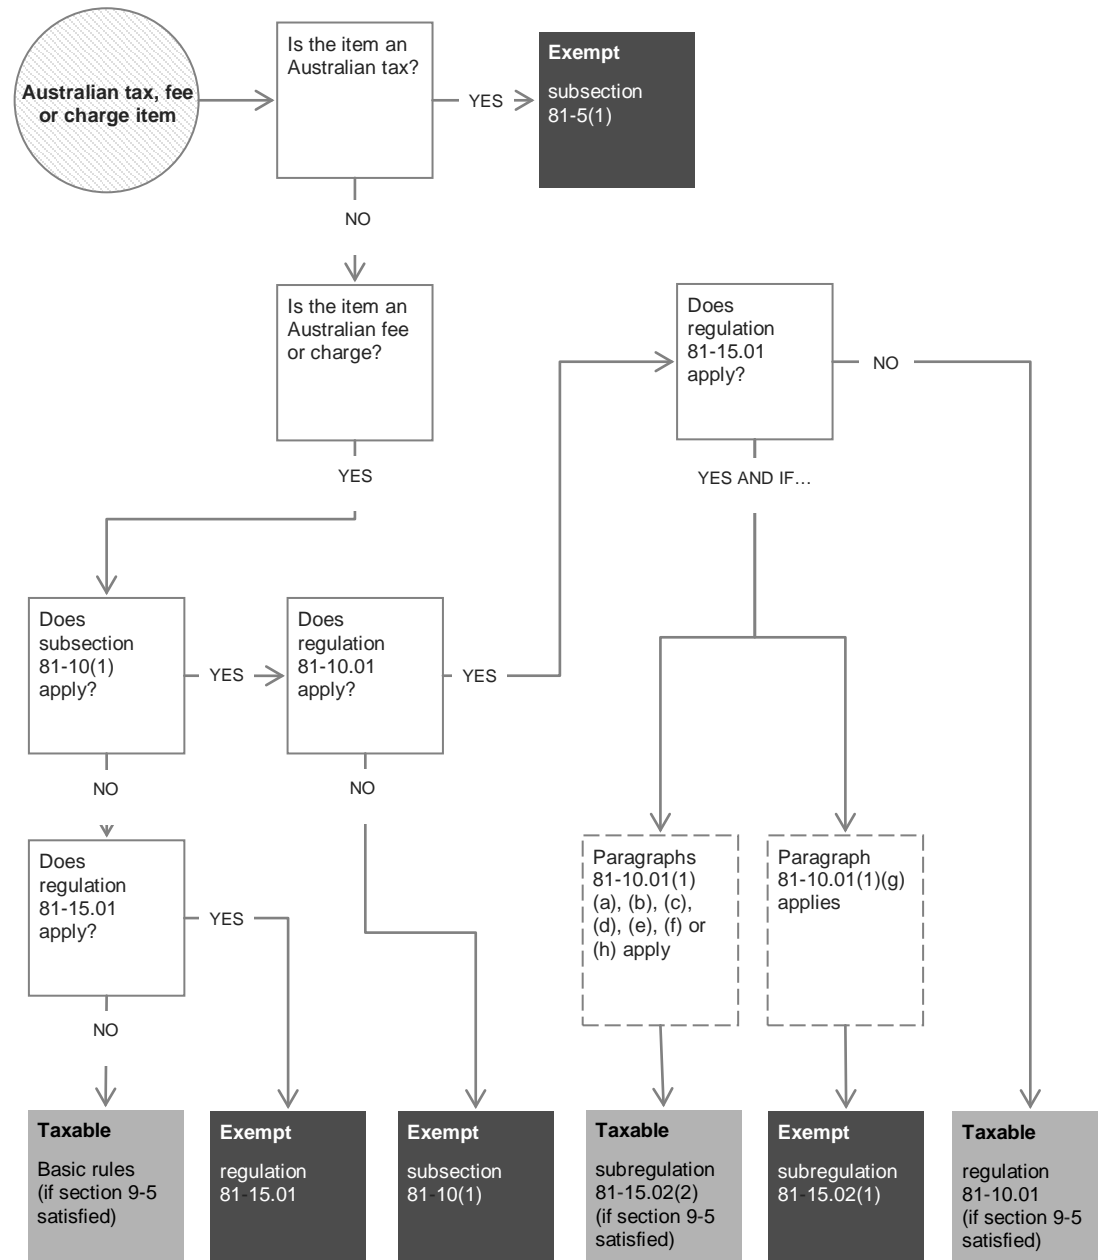 Australian tax, fee
or charge item
Is the item an
Australian tax?
YES
Exempt
subsection
81-5(1)
NO
Is the item an
Australian fee
or charge?
YES
Does
regulation
81-15.01
apply?
NO
YES AND IF…
Does
subsection
81-10(1)
apply?
YES
Does
regulation
81-10.01
apply?
YES
NO
NO
Does
regulation
81-15.01
apply?
YES
NO
Paragraphs
81-10.01(1)
(a), (b), (c),
(d), (e), (f) or
(h) apply
Paragraph
81-10.01(1)(g)
applies
Taxable
Basic rules
(if section 9-5
satisfied)
Exempt
regulation
81-15.01
Exempt
subsection
81-10(1)
Taxable
subregulation
81-15.02(2)
(if section 9-5
satisfied)
Exempt
subregulation
81-15.02(1)
Taxable
regulation
81-10.01
(if section 9-5
satisfied)